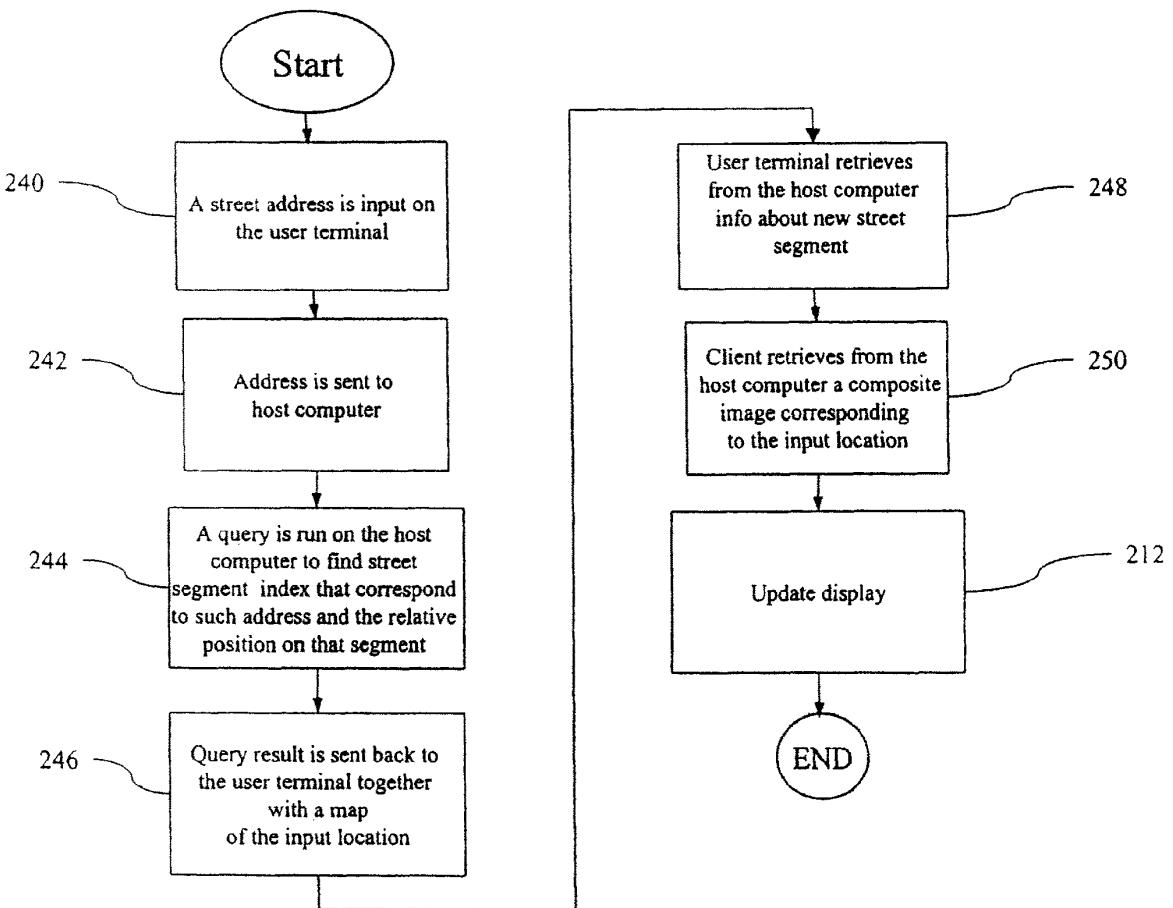 Start
240
A street address is input on
the user terminal
242
Address is sent to
host computer
244
A query is run on the host
computer to find street
segment index that correspond
to such address and the relative
position on that segment
246
Query result is sent back to
the user terminal together
with a map
of the input location
User terminal retrieves
from the host computer
info about new street
segment
248
Client retrieves from the
host computer a composite
image corresponding
to the input location
250
Update display
212
END